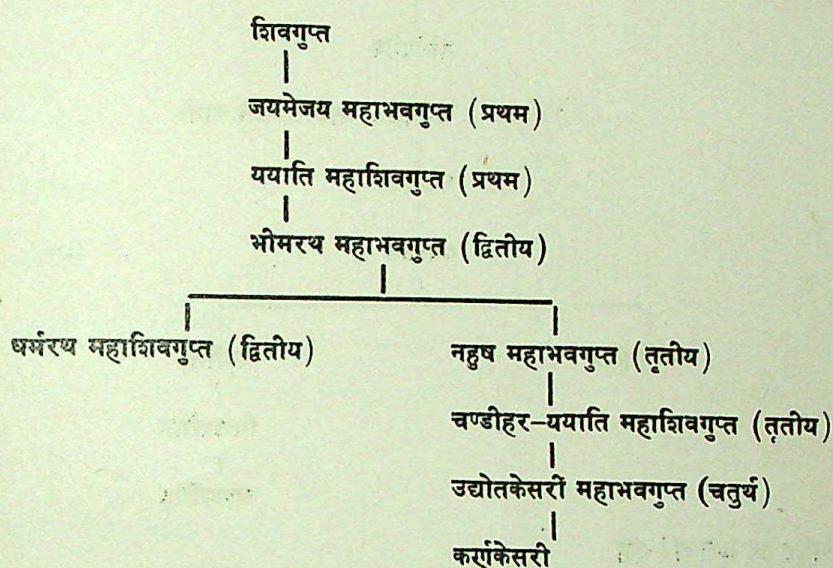 शिवगुप्त
जयमेजय महाभवगुप्त (प्रथम)
ययाति महाशिवगुप्त (प्रथम)
भीमरथ महाभवगुप्त (द्वितीय)
धर्मरथ महाशिवगुप्त (द्वितीय) नहुष महाभवगुप्त (तृतीय)
चण्डीहर-ययाति महाशिवगुप्त (तृतीय)
उद्योतकेसरी महाभवगुप्त (चतुर्थ)
कर्णकेसरी